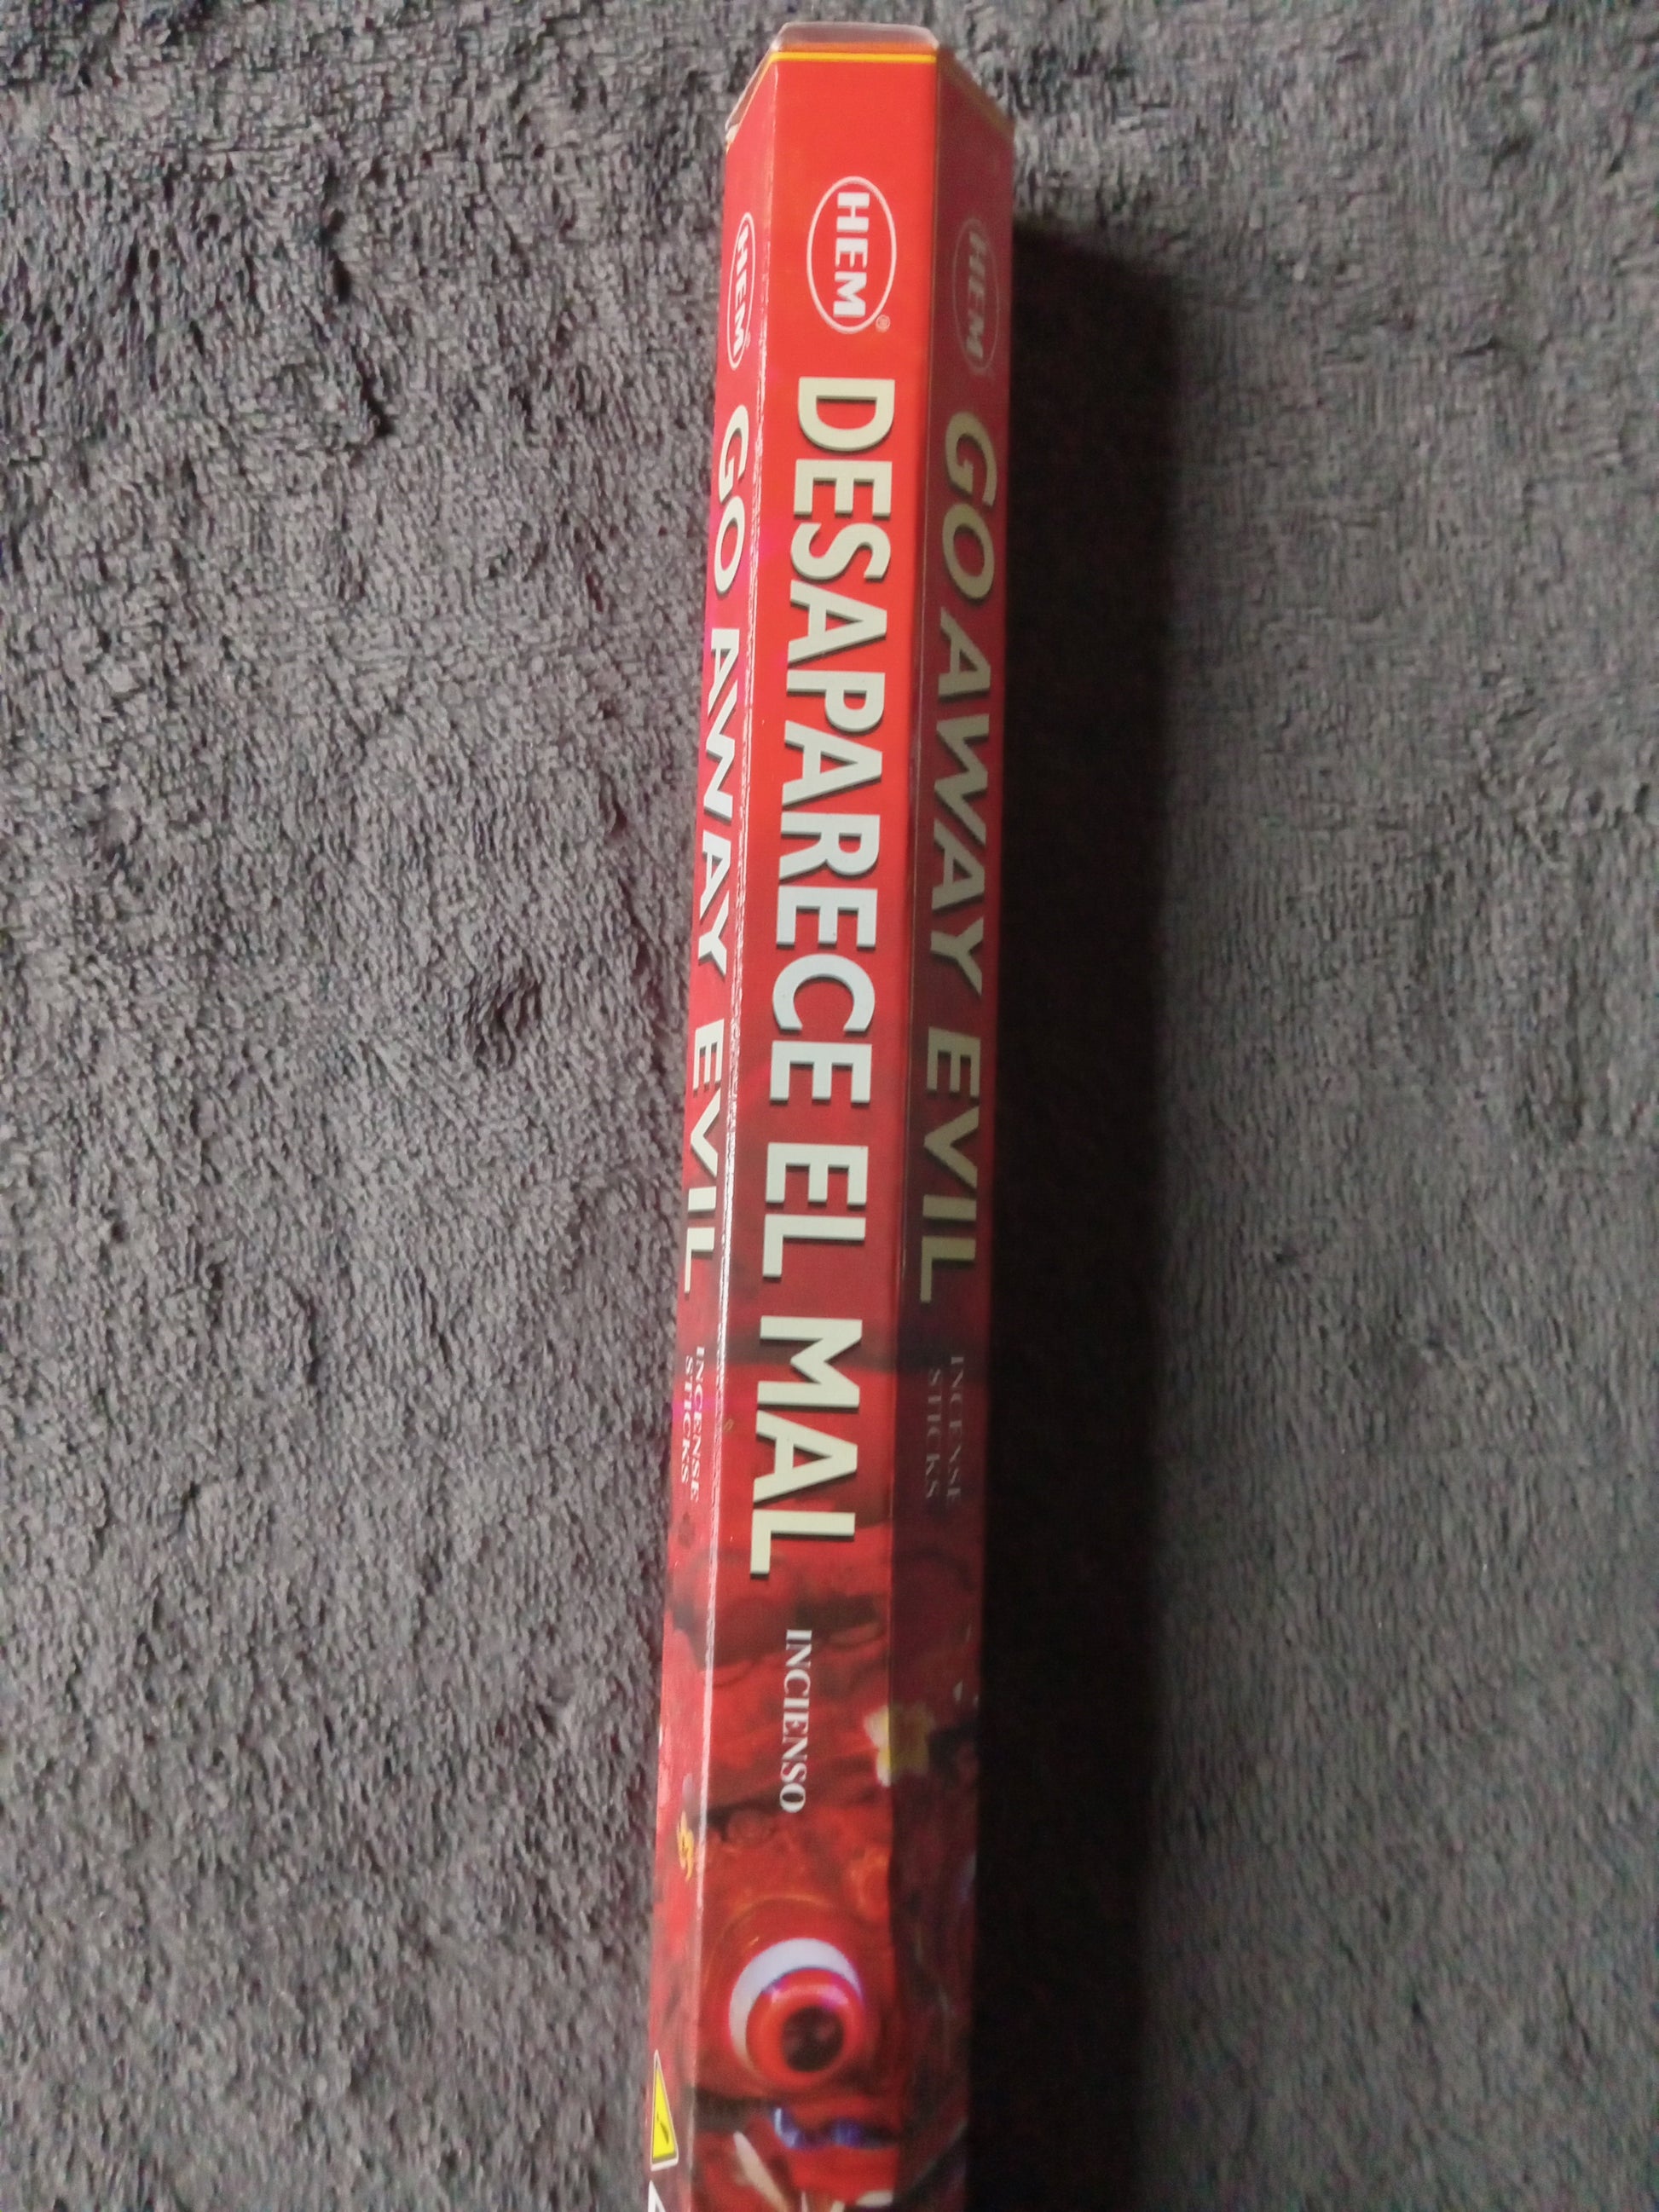 HEM®
GO AWAY EVIL
INCENSE
STICKS
HEM®
DESAPARECE EL MAL
INCIENSO
HEM
GO AWAY EVIL
INCENSE
STICKS